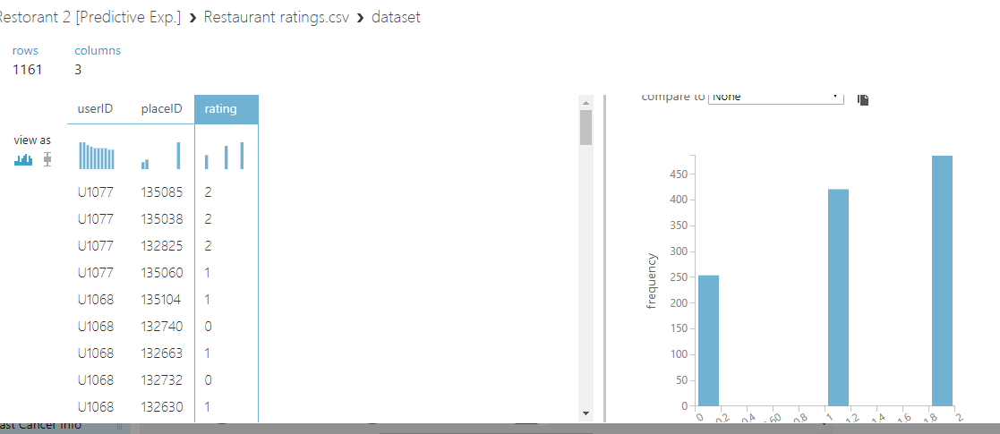 Restorant 2 [Predictive Exp.] › Restaurant ratings.csv › dataset
rows columns
1161 3
userID placeID rating
view as
U1077 135085 2
U1077 135038 2
U1077 132825 2
U1077 135060 1
U1068 135104 1
U1068 132740 0
U1068 132663 1
U1068 132732 0
U1068 132630 1
compare to None
frequency
450
400
350
300
250
200
150
100
50
0
0 0.2 0.4 0.60 0.8 1 1.2 1.4 1.6 1.8 2
ast Cancer Info